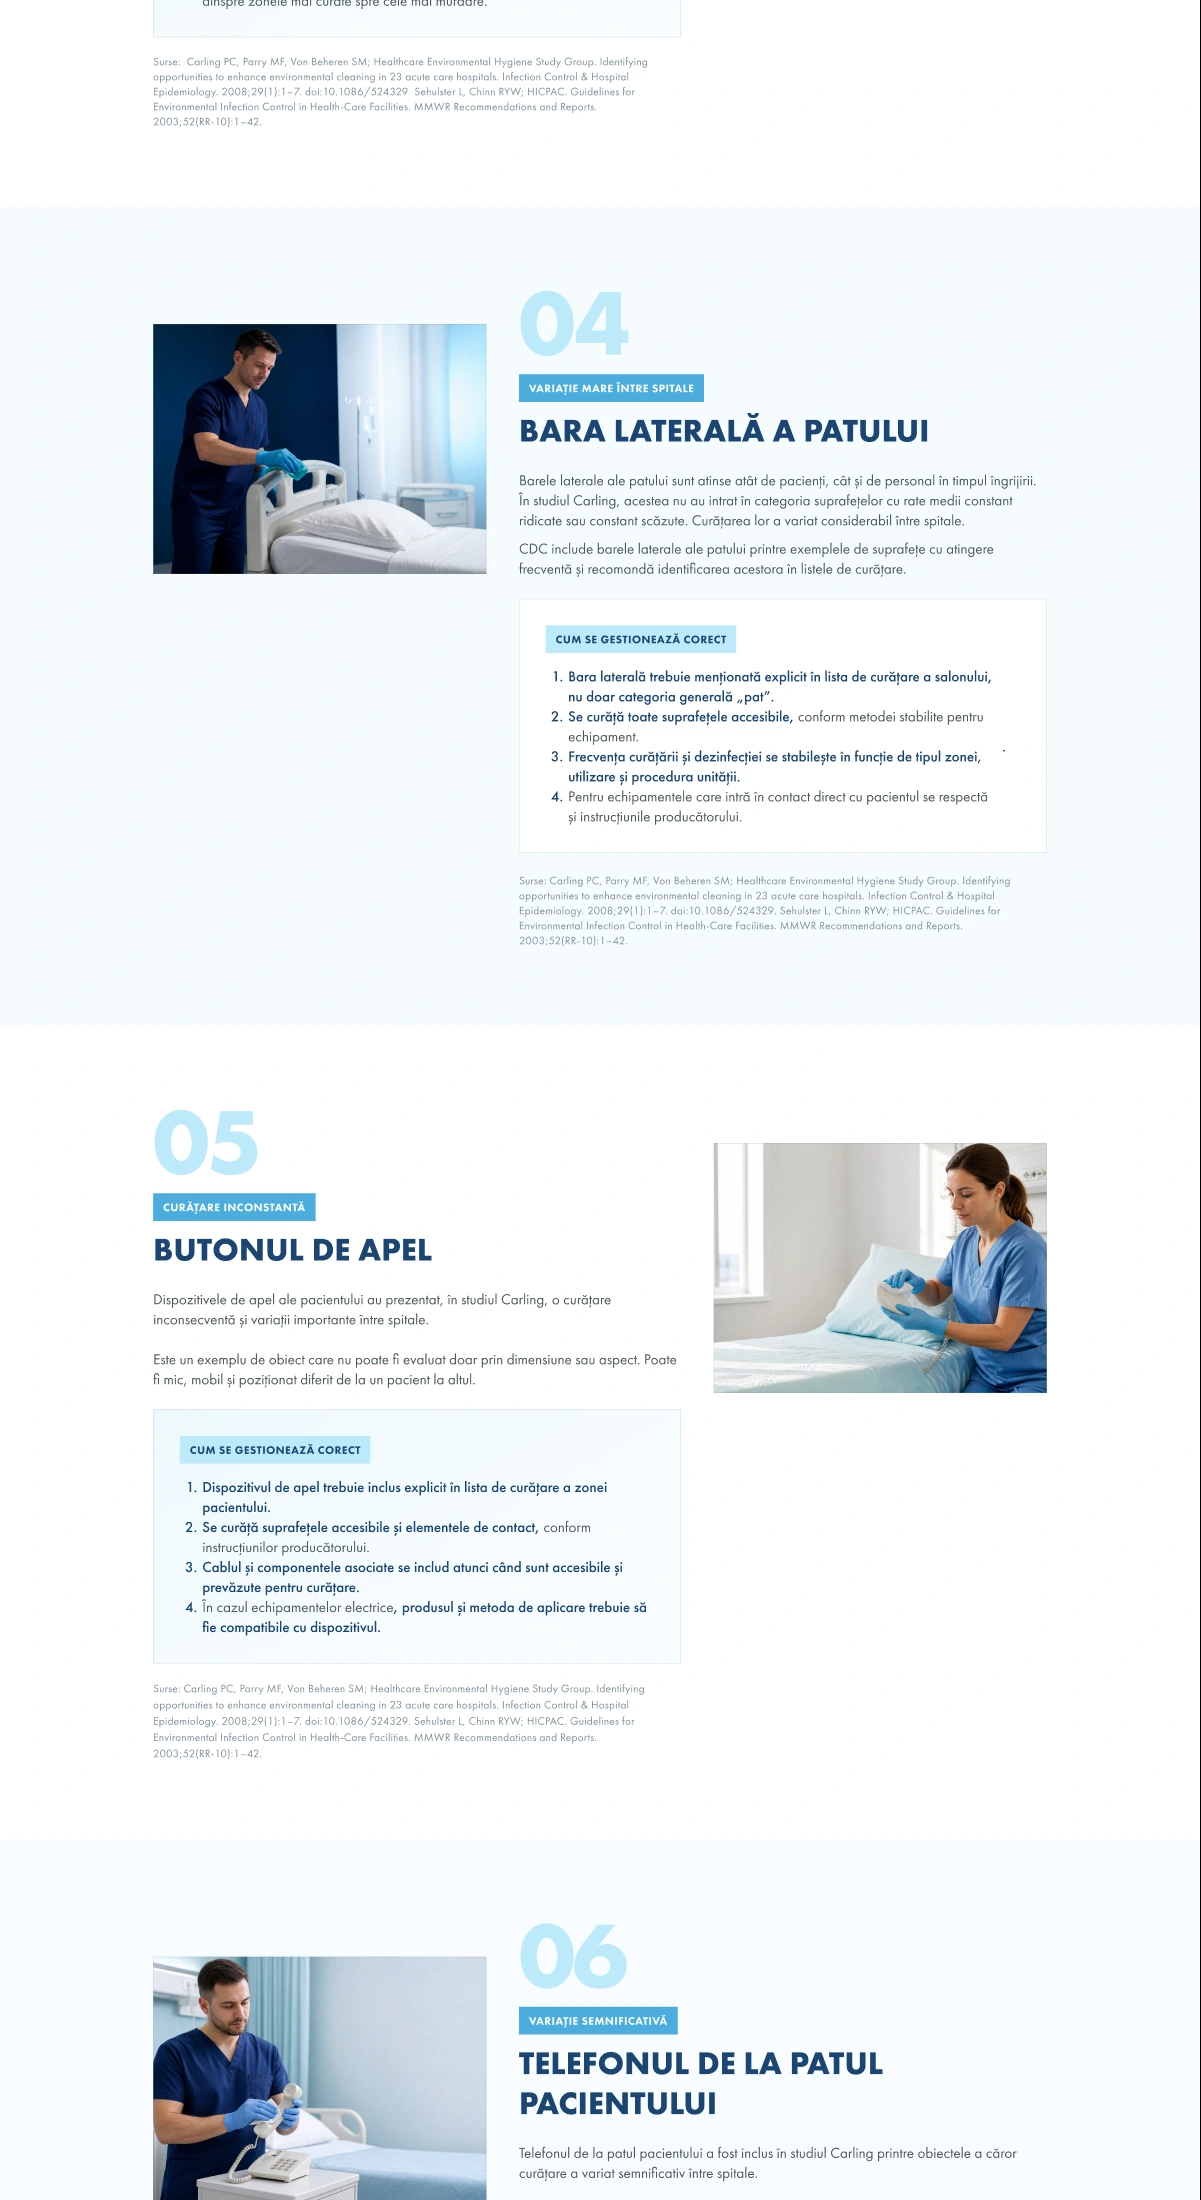 dinspre zonele mai curate spre cele mai murdare.
Surse:  Carling PC, Parry MF, Von Beheren SM; Healthcare Environmental Hygiene Study Group. Identifying
opportunities to enhance environmental cleaning in 23 acute care hospitals. Infection Control & Hospital
Epidemiology. 2008;29(1):1–7. doi:10.1086/524329  Sehulster L, Chinn RYW; HICPAC. Guidelines for
Environmental Infection Control in Health-Care Facilities. MMWR Recommendations and Reports.
2003;52(RR-10):1–42.
04
VARIAȚIE MARE ÎNTRE SPITALE
BARA LATERALĂ A PATULUI
Barele laterale ale patului sunt atinse atât de pacienți, cât și de personal în timpul îngrijirii.
În studiul Carling, acestea nu au intrat în categoria suprafețelor cu rate medii constant
ridicate sau constant scăzute. Curățarea lor a variat considerabil între spitale.
CDC include barele laterale ale patului printre exemplele de suprafețe cu atingere
frecventă și recomandă identificarea acestora în listele de curățare.
CUM SE GESTIONEAZĂ CORECT
1. Bara laterală trebuie menționată explicit în lista de curățare a salonului,
nu doar categoria generală „pat”.
2. Se curăță toate suprafețele accesibile, conform metodei stabilite pentru
echipament.
3. Frecvența curățării și dezinfecției se stabilește în funcție de tipul zonei,
utilizare și procedura unității.
4. Pentru echipamentele care intră în contact direct cu pacientul se respectă
și instrucțiunile producătorului.
Surse: Carling PC, Parry MF, Von Beheren SM; Healthcare Environmental Hygiene Study Group. Identifying
opportunities to enhance environmental cleaning in 23 acute care hospitals. Infection Control & Hospital
Epidemiology. 2008;29(1):1–7. doi:10.1086/524329. Sehulster L, Chinn RYW; HICPAC. Guidelines for
Environmental Infection Control in Health-Care Facilities. MMWR Recommendations and Reports.
2003;52(RR-10):1–42.
05
CURĂȚARE INCONSTANTĂ
BUTONUL DE APEL
Dispozitivele de apel ale pacientului au prezentat, în studiul Carling, o curățare
inconsecventă și variații importante între spitale.
Este un exemplu de obiect care nu poate fi evaluat doar prin dimensiune sau aspect. Poate
fi mic, mobil și poziționat diferit de la un pacient la altul.
CUM SE GESTIONEAZĂ CORECT
1. Dispozitivul de apel trebuie inclus explicit în lista de curățare a zonei
pacientului.
2. Se curăță suprafețele accesibile și elementele de contact, conform
instrucțiunilor producătorului.
3. Cablul și componentele asociate se includ atunci când sunt accesibile și
prevăzute pentru curățare.
4. În cazul echipamentelor electrice, produsul și metoda de aplicare trebuie să
fie compatibile cu dispozitivul.
Surse: Carling PC, Parry MF, Von Beheren SM; Healthcare Environmental Hygiene Study Group. Identifying
opportunities to enhance environmental cleaning in 23 acute care hospitals. Infection Control & Hospital
Epidemiology. 2008;29(1):1–7. doi:10.1086/524329. Sehulster L, Chinn RYW; HICPAC. Guidelines for
Environmental Infection Control in Health-Care Facilities. MMWR Recommendations and Reports.
2003;52(RR-10):1–42.
06
VARIAȚIE SEMNIFICATIVĂ
TELEFONUL DE LA PATUL
PACIENTULUI
Telefonul de la patul pacientului a fost inclus în studiul Carling printre obiectele a căror
curățare a variat semnificativ între spitale.